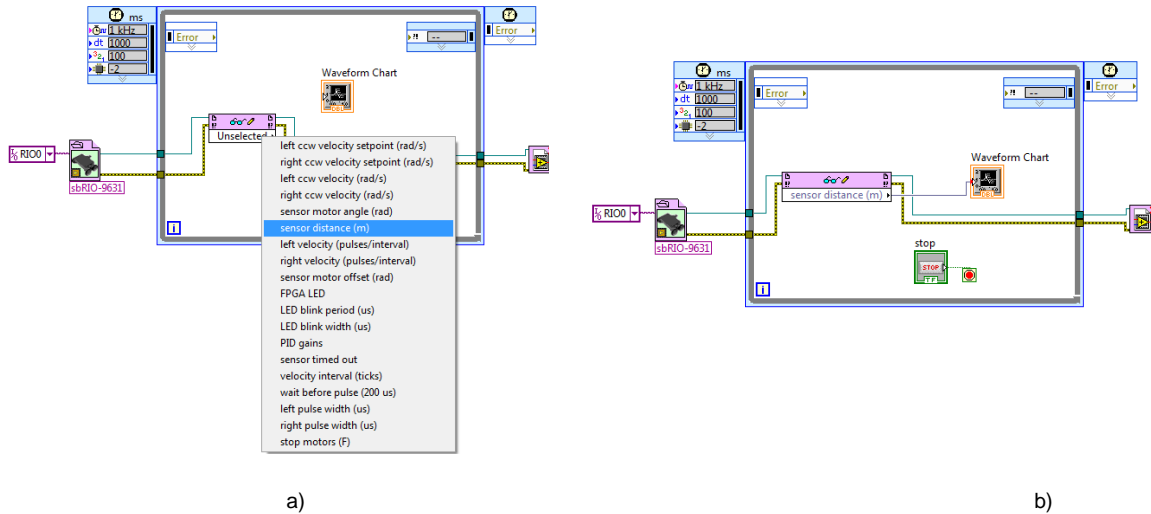 ms
1 kHz
dt 1000
100
-2
Error
--
Error
Waveform Chart
DBL
Unselected
RIO0
sbRIO-9631
i
left ccw velocity setpoint (rad/s)
right ccw velocity setpoint (rad/s)
left ccw velocity (rad/s)
right ccw velocity (rad/s)
sensor motor angle (rad)
sensor distance (m)
left velocity (pulses/interval)
right velocity (pulses/interval)
sensor motor offset (rad)
FPGA LED
LED blink period (us)
LED blink width (us)
PID gains
sensor timed out
velocity interval (ticks)
wait before pulse (200 us)
left pulse width (us)
right pulse width (us)
stop motors (F)
a)
ms
1 kHz
dt 1000
100
-2
Error
--
Error
Waveform Chart
DBL
sensor distance (m)
RIO0
sbRIO-9631
stop
STOP
TF
i
b)